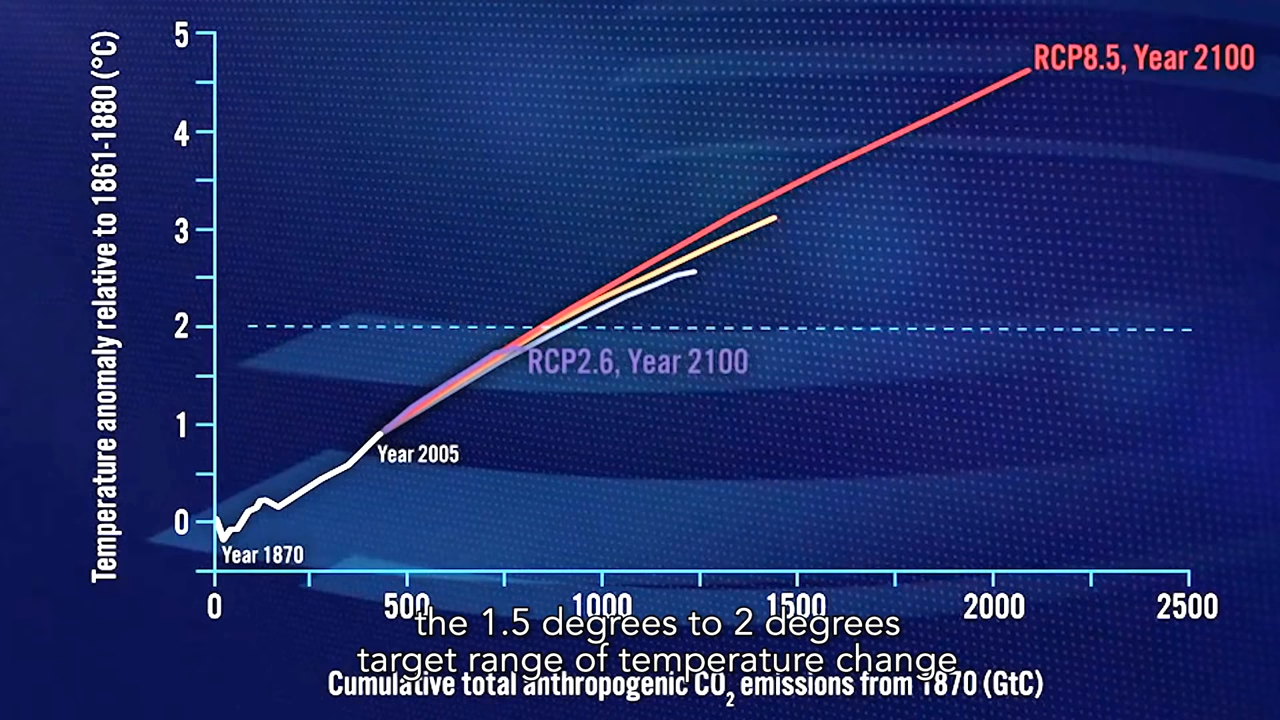 5
RCP8.5, Year 2100
4
3
2
RCP2.6, Year 2100
1
Year 2005
0
Year 1870
Temperature anomaly relative to 1861-1880 (°C)
0 500 1000 1500 2000 2500
the 1.5 degrees to 2 degrees
target range of temperature change
Cumulative total anthropogenic CO₂ emissions from 1870 (GtC)